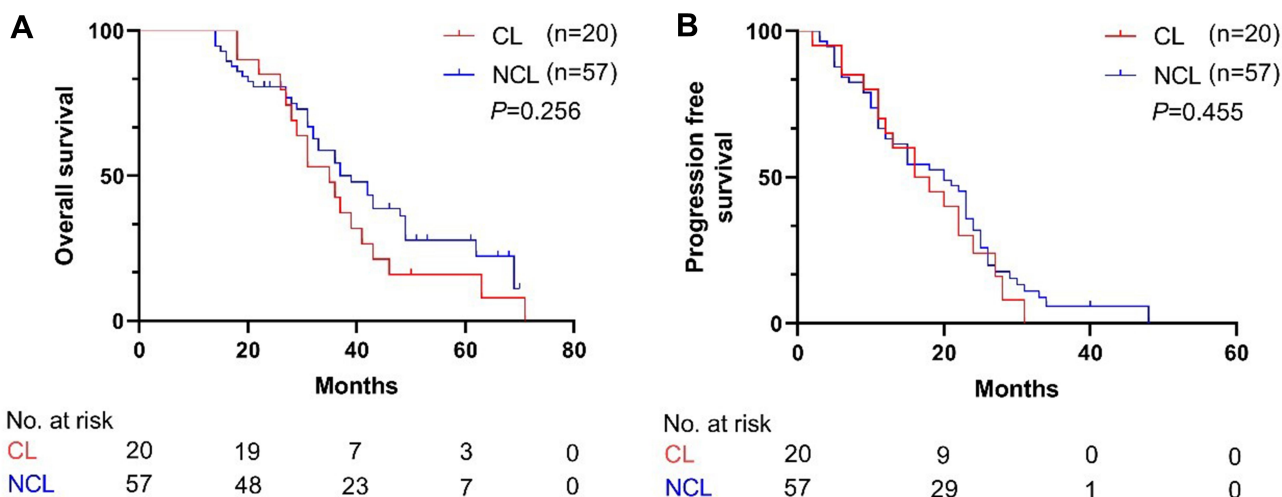 A
Overall survival
100
50
0
0 20 40 60 80
Months
CL (n=20)
NCL (n=57)
P=0.256
No. at risk
CL 20 19 7 3 0
NCL 57 48 23 7 0
B
Progression free
survival
100
50
0
0 20 40 60
Months
CL (n=20)
NCL (n=57)
P=0.455
No. at risk
CL 20 9 0 0
NCL 57 29 1 0